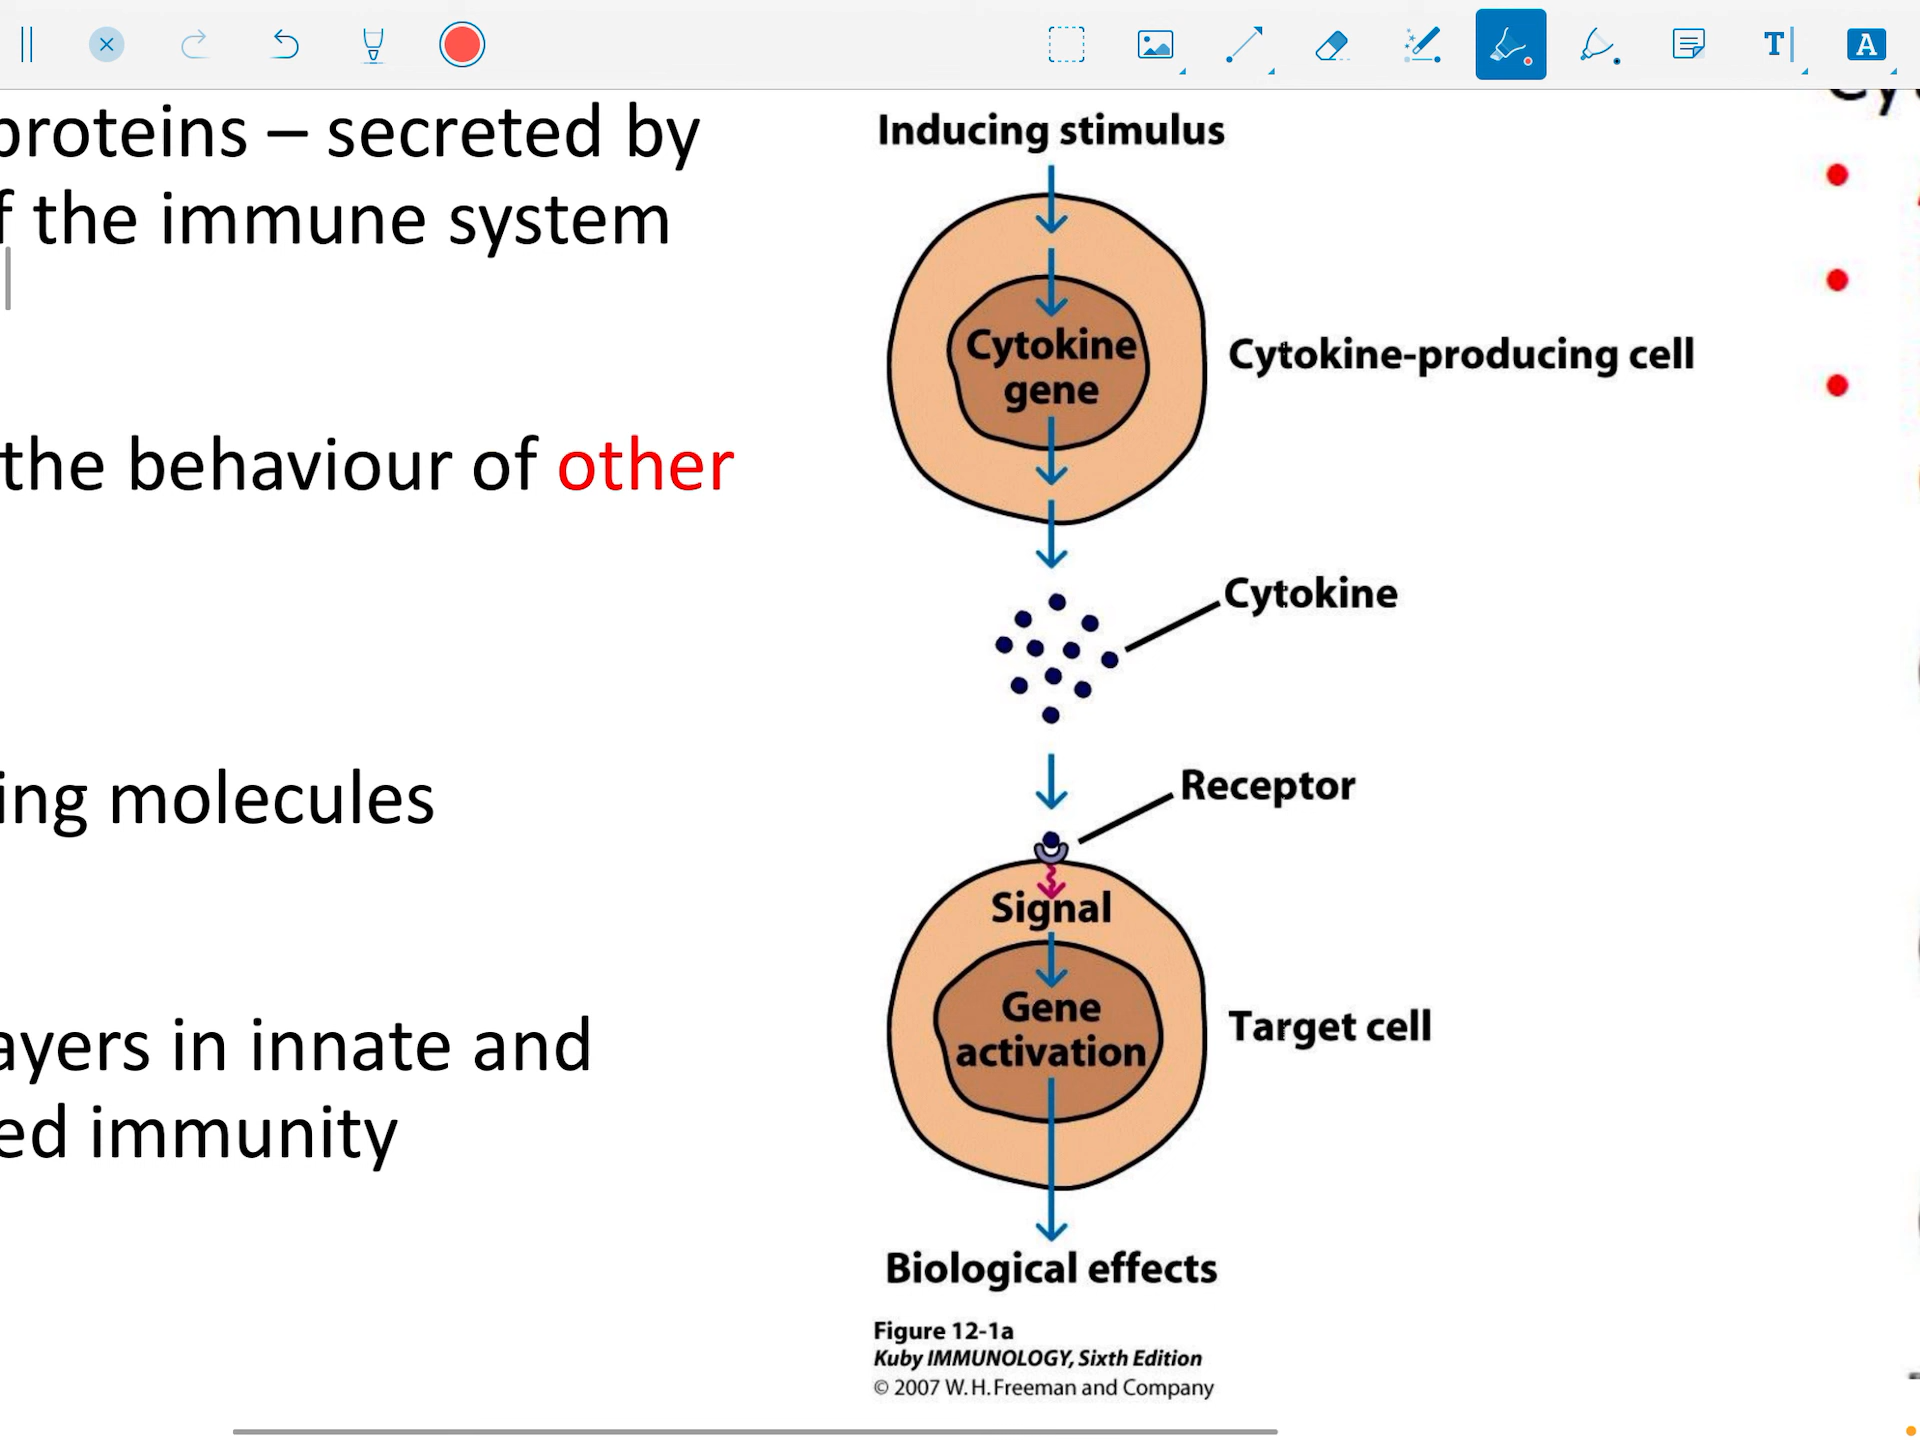 proteins – secreted by
f the immune system
the behaviour of other
ing molecules
ayers in innate and
ed immunity
Inducing stimulus
Cytokine
gene
Cytokine-producing cell
Cytokine
Receptor
Signal
Gene
activation
Target cell
Biological effects
Figure 12-1a
Kuby IMMUNOLOGY, Sixth Edition
© 2007 W. H. Freeman and Company
T
A